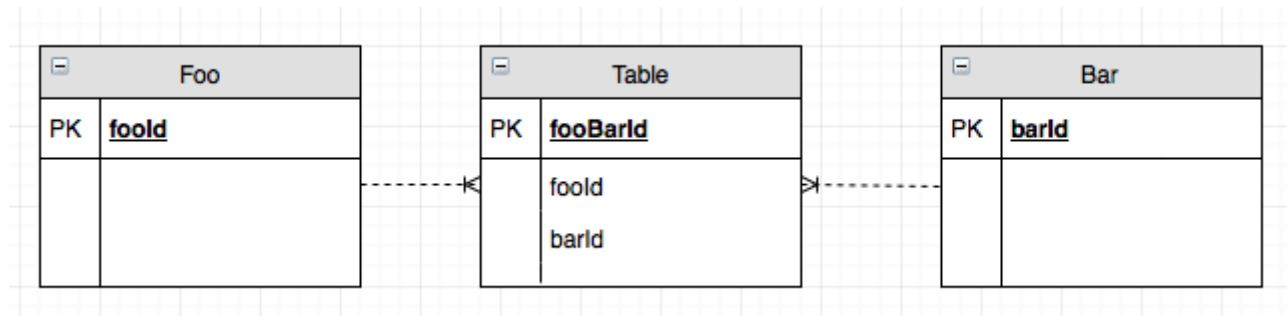 Foo
PK fooId
Table
PK fooBarId
fooId
barId
Bar
PK barId